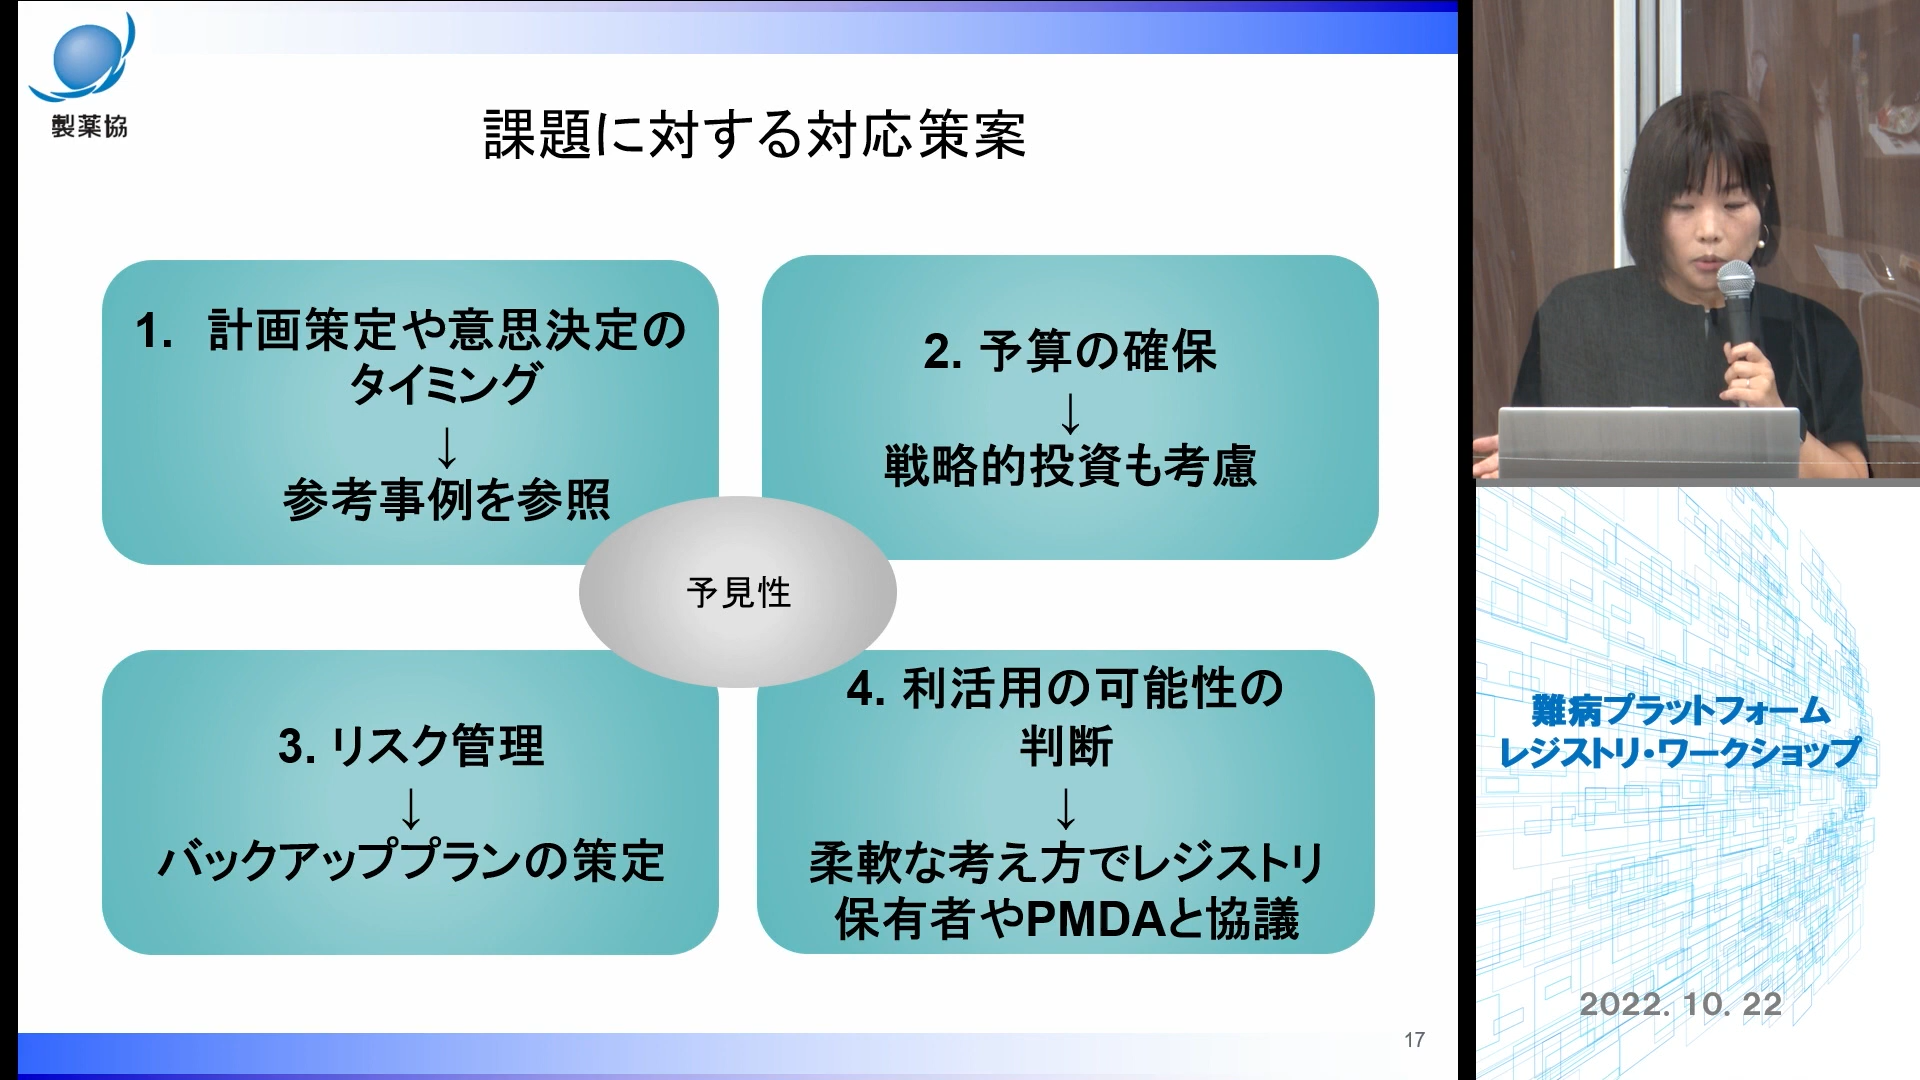 製薬協
課題に対する対応策案
1. 計画策定や意思決定の
タイミング
↓
参考事例を参照
2. 予算の確保
↓
戦略的投資も考慮
予見性
3. リスク管理
↓
バックアッププランの策定
4. 利活用の可能性の
判断
↓
柔軟な考え方でレジストリ
保有者やPMDAと協議
17
難病プラットフォーム
レジストリ・ワークショップ
2022. 10. 22